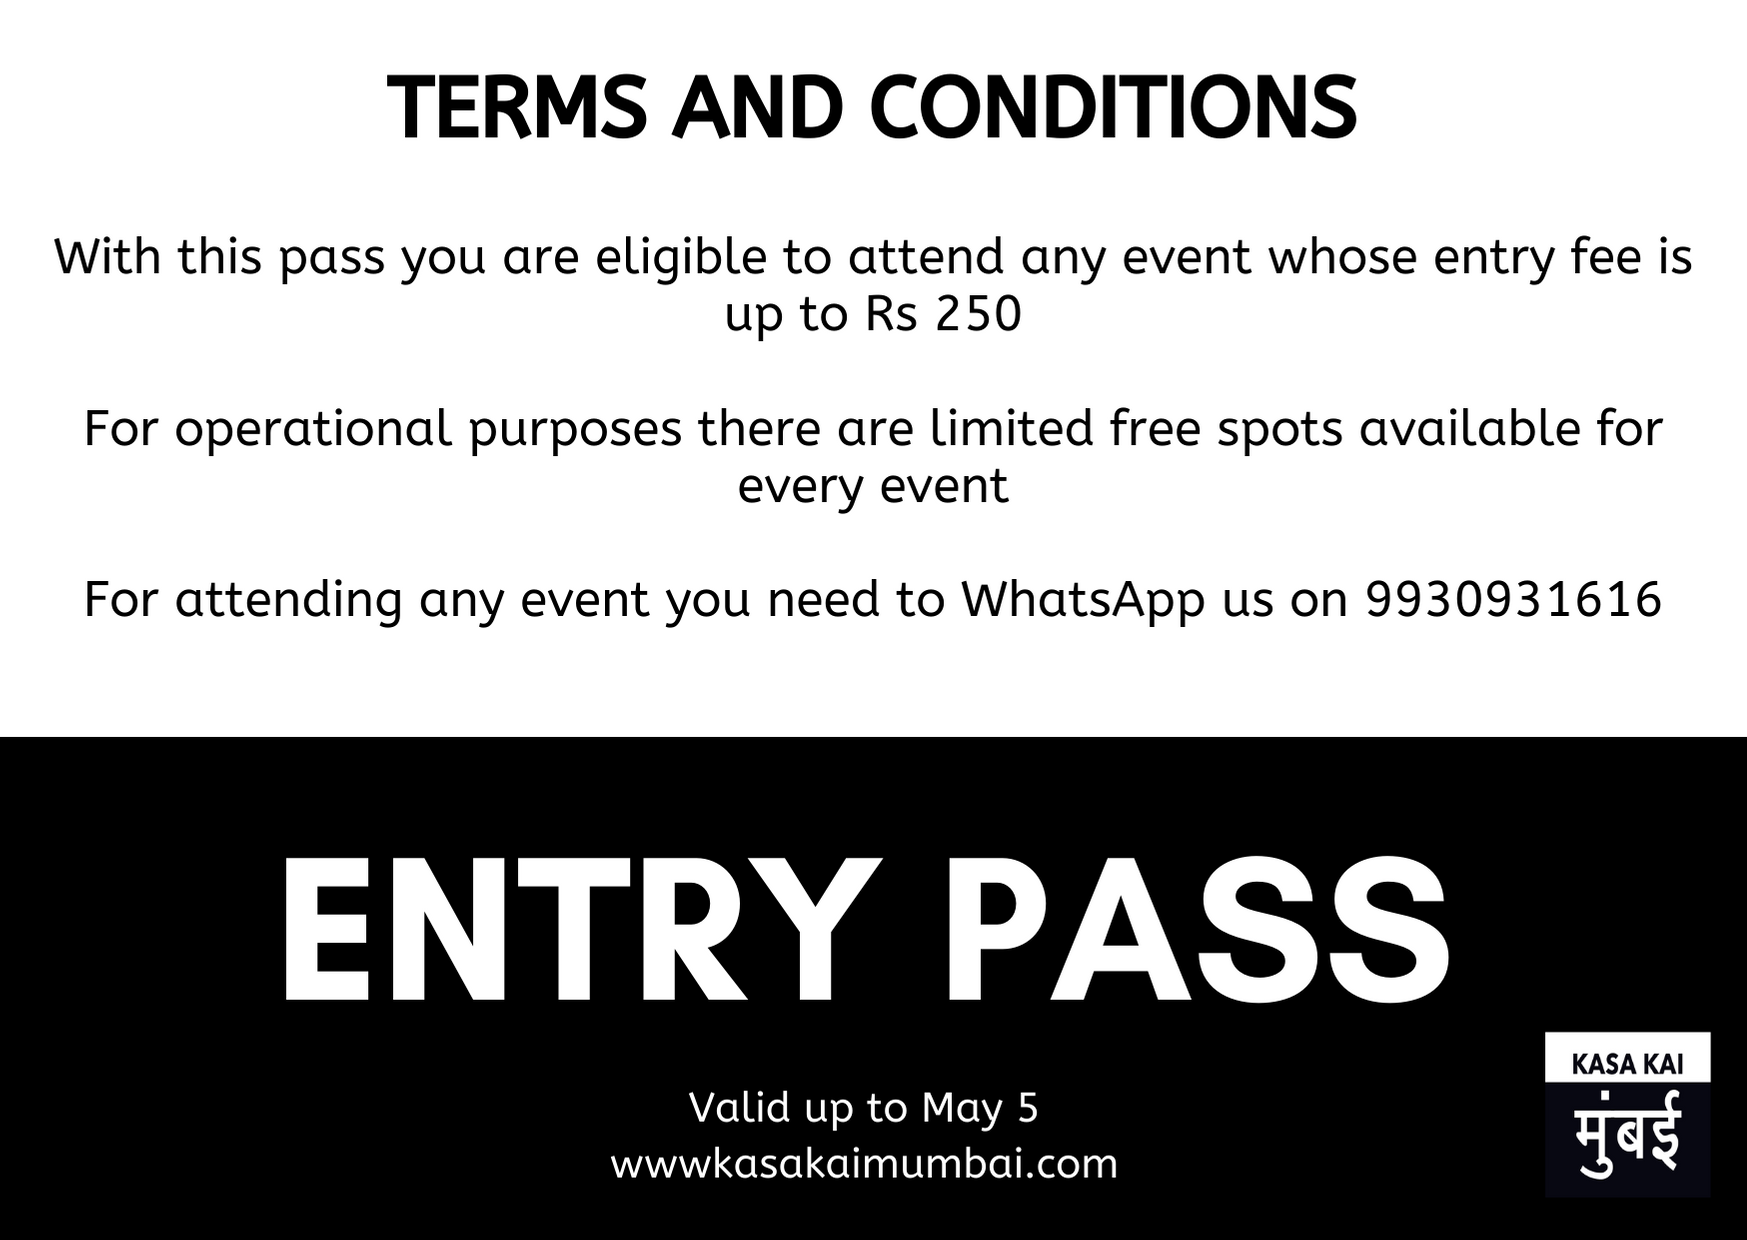 TERMS AND CONDITIONS
With this pass you are eligible to attend any event whose entry fee is
up to Rs 250
For operational purposes there are limited free spots available for
every event
For attending any event you need to WhatsApp us on 9930931616
ENTRY PASS
Valid up to May 5
wwwkasakaimumbai.com
KASA KAI
मुंबई